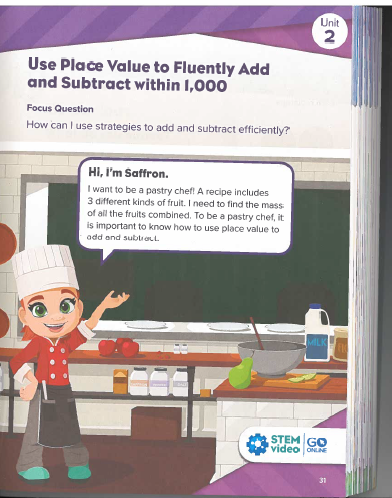 Unit
2
Use Place Value to Fluently Add
and Subtract within 1,000
Focus Question
How can I use strategies to add and subtract efficiently?
Hi, I'm Saffron.
I want to be a pastry chef! A recipe includes
3 different kinds of fruit. I need to find the mass
of all the fruits combined. To be a pastry chef, it
is important to know how to use place value to
add and subtract.
MILK
STEM
video
GO
ONLINE
31